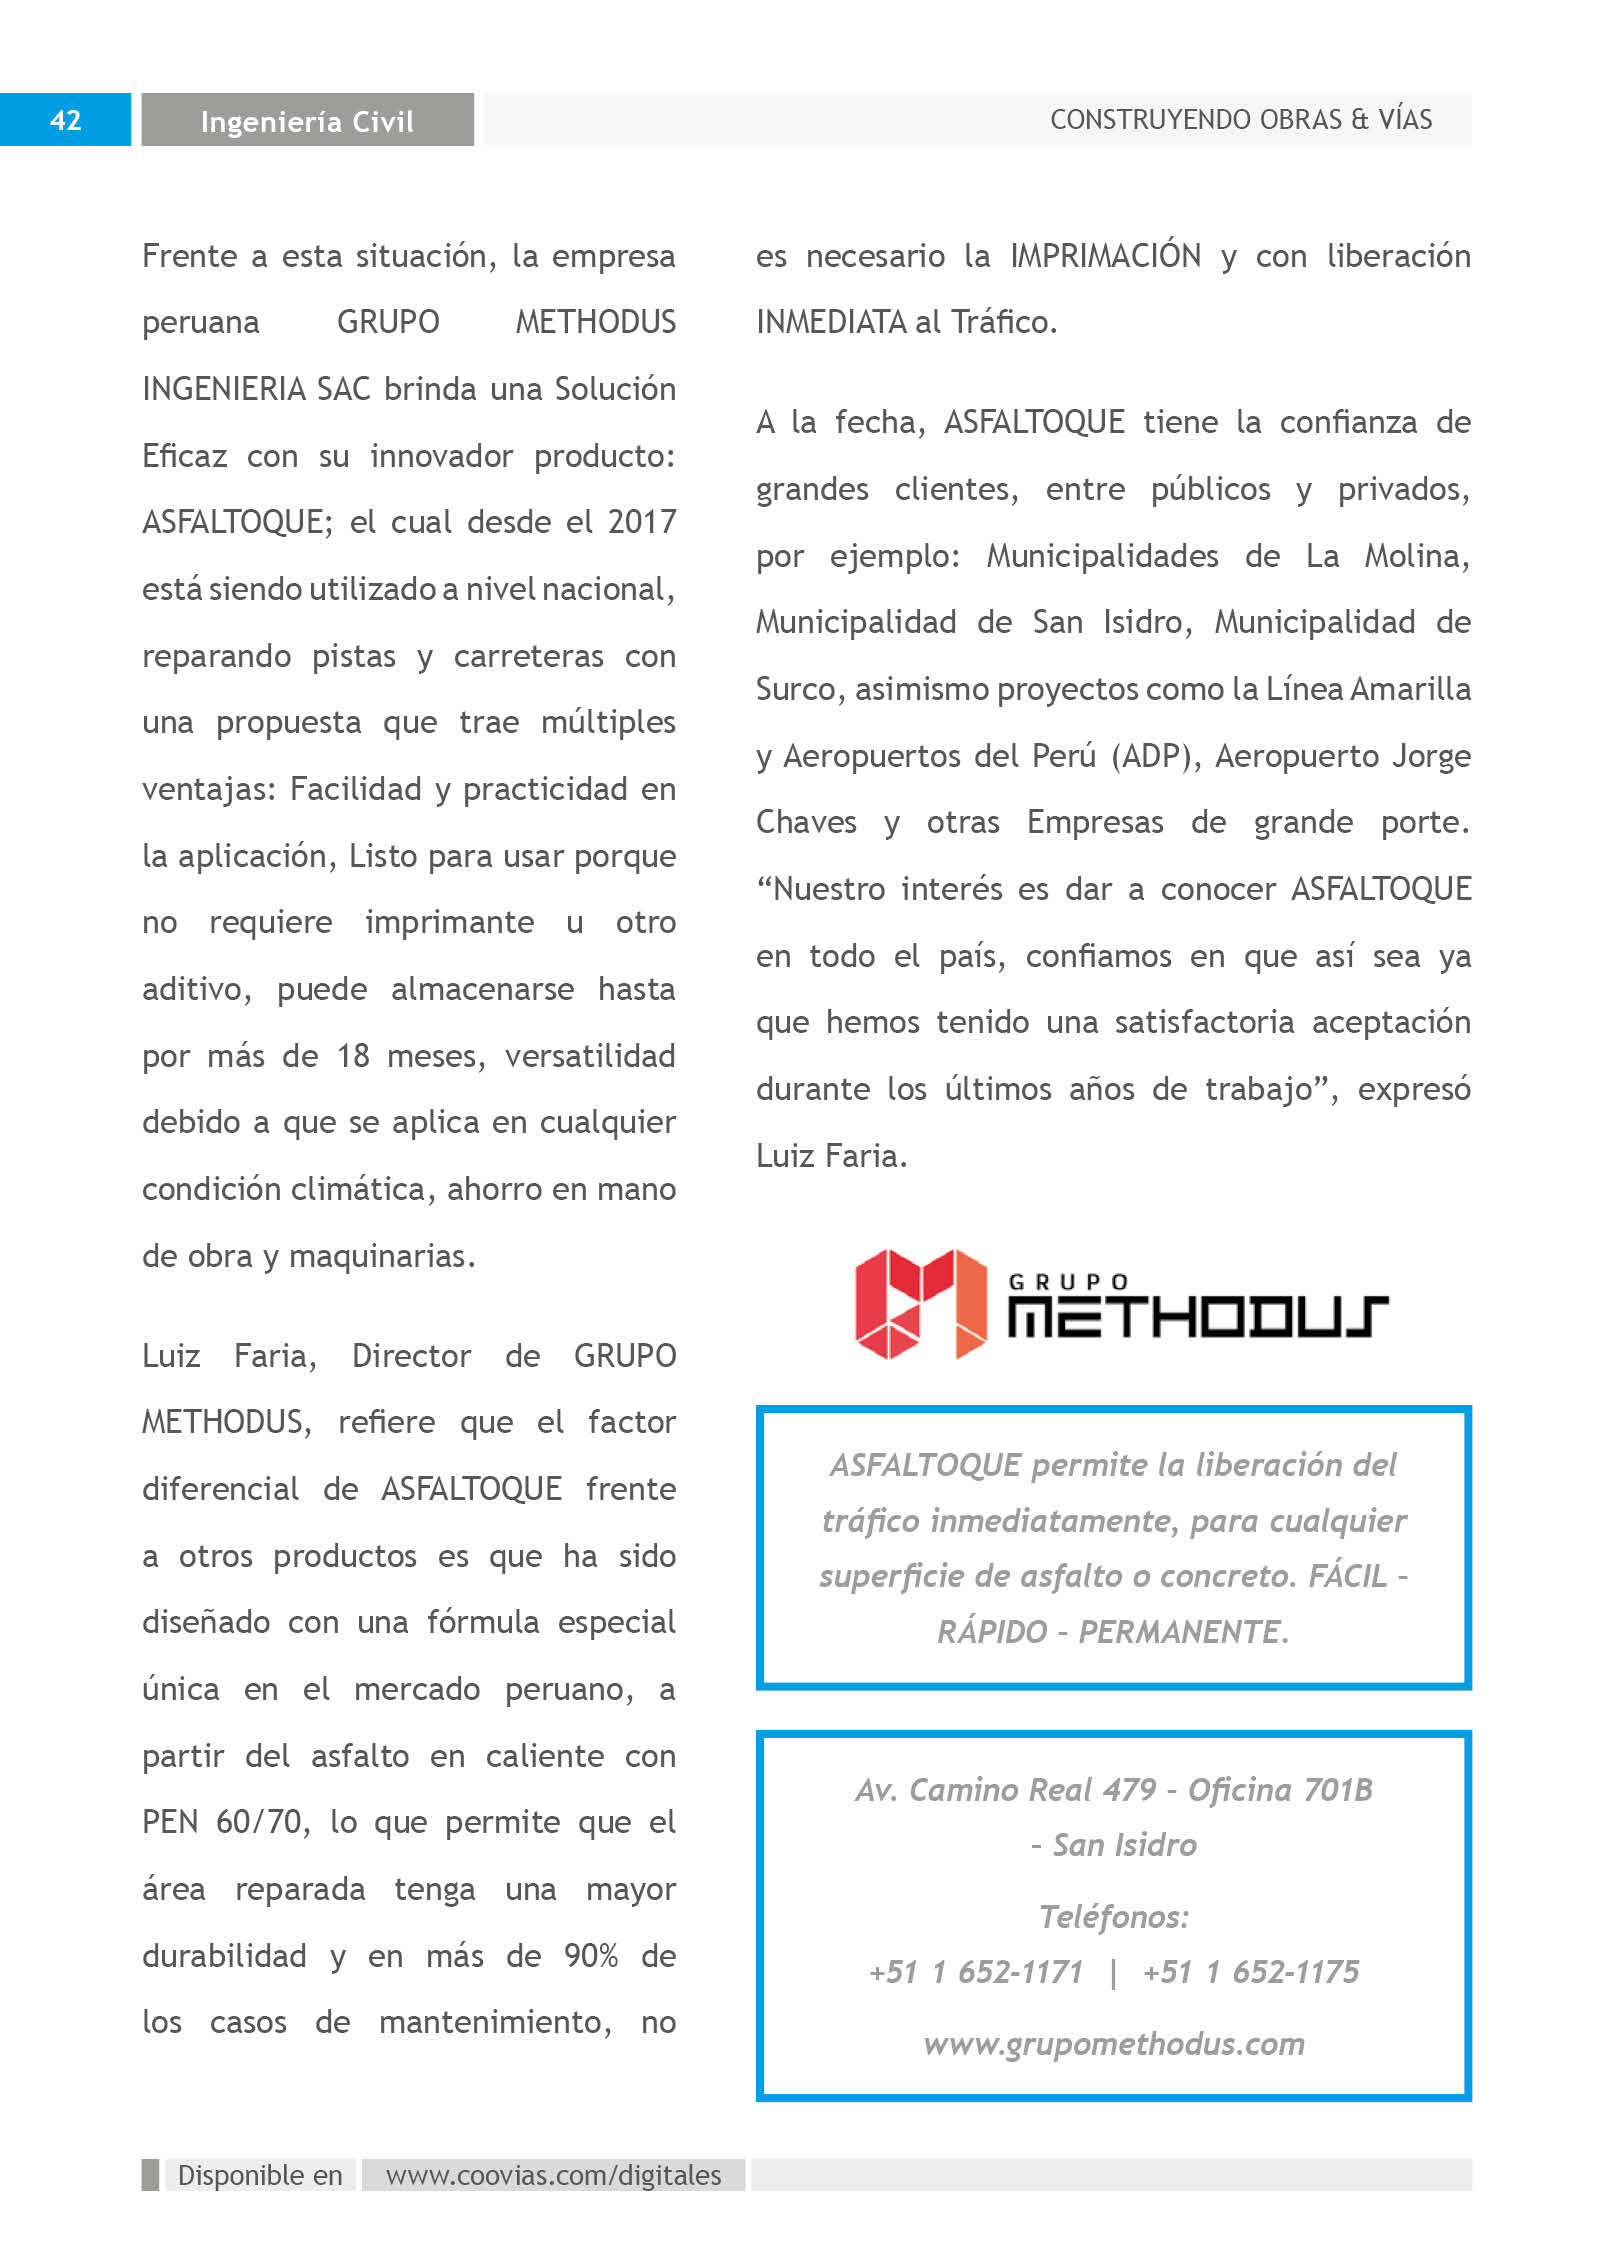 42
Ingeniería Civil
CONSTRUYENDO OBRAS & VÍAS
Frente a esta situación, la empresa
peruana GRUPO METHODUS
INGENIERIA SAC brinda una Solución
Eficaz con su innovador producto:
ASFALTOQUE; el cual desde el 2017
está siendo utilizado a nivel nacional,
reparando pistas y carreteras con
una propuesta que trae múltiples
ventajas: Facilidad y practicidad en
la aplicación, Listo para usar porque
no requiere imprimante u otro
aditivo, puede almacenarse hasta
por más de 18 meses, versatilidad
debido a que se aplica en cualquier
condición climática, ahorro en mano
de obra y maquinarias.
Luiz Faria, Director de GRUPO
METHODUS, refiere que el factor
diferencial de ASFALTOQUE frente
a otros productos es que ha sido
diseñado con una fórmula especial
única en el mercado peruano, a
partir del asfalto en caliente con
PEN 60/70, lo que permite que el
área reparada tenga una mayor
durabilidad y en más de 90% de
los casos de mantenimiento, no
es necesario la IMPRIMACIÓN y con liberación
INMEDIATA al Tráfico.
A la fecha, ASFALTOQUE tiene la confianza de
grandes clientes, entre públicos y privados,
por ejemplo: Municipalidades de La Molina,
Municipalidad de San Isidro, Municipalidad de
Surco, asimismo proyectos como la Línea Amarilla
y Aeropuertos del Perú (ADP), Aeropuerto Jorge
Chaves y otras Empresas de grande porte.
“Nuestro interés es dar a conocer ASFALTOQUE
en todo el país, confiamos en que así sea ya
que hemos tenido una satisfactoria aceptación
durante los últimos años de trabajo”, expresó
Luiz Faria.
GRUPO
METHODUS
ASFALTOQUE permite la liberación del
tráfico inmediatamente, para cualquier
superficie de asfalto o concreto. FÁCIL –
RÁPIDO – PERMANENTE.
Av. Camino Real 479 – Oficina 701B
– San Isidro
Teléfonos:
+51 1 652-1171 | +51 1 652-1175
www.grupomethodus.com
Disponible en www.coovias.com/digitales